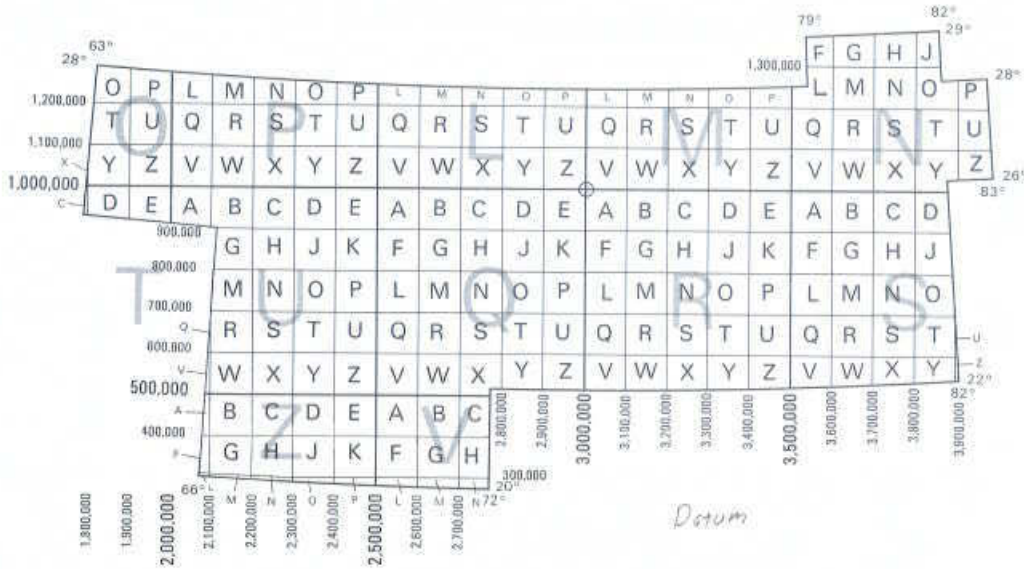 79° 82°
63° F G H J 29°
28° 1,300,000
O P L M N O P L M N O P L M N O P L M N O P 28°
1,200,000
O P L M N
T U Q R S T U Q R S T U Q R S T U Q R S T U
1,100,000
X Y Z V W X Y Z V W X Y Z V W X Y Z V W X Y Z 26°
1,000,000 83°
C D E A B C D E A B C D E A B C D E A B C D
900,000
G H J K F G H J K F G H J K F G H J
800,000
T U Q R S
M N O P L M N O P L M N O P L M N O
700,000
Q R S T U Q R S T U Q R S T U Q R S T U
600,000
V W X Y Z V W X Y Z V W X Y Z V W X Y Z
500,000 22°
82°
A B C D E A B C
Z V
400,000
F G H J K F G H
300,000
66° L M N O P L M N 72° 20°
1,800,000 1,900,000 2,000,000 2,100,000 2,200,000 2,300,000 2,400,000 2,500,000 2,600,000 2,700,000 2,800,000 2,900,000 3,000,000 3,100,000 3,200,000 3,300,000 3,400,000 3,500,000 3,600,000 3,700,000 3,800,000 3,900,000
Datum